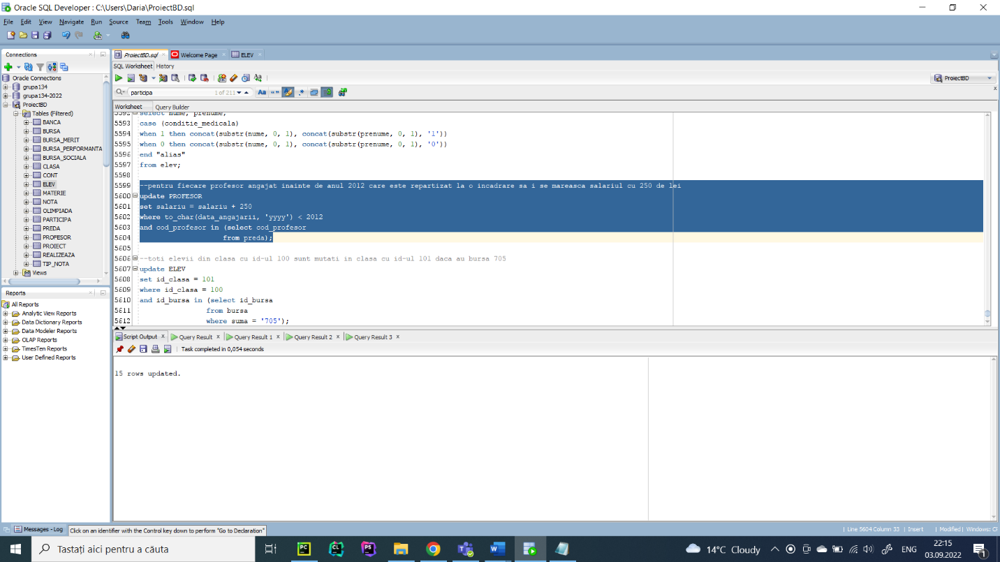 Oracle SQL Developer : C:\Users\Daria\ProiectBD.sql
File Edit View Navigate Run Source Team Tools Window Help
Connections
Oracle Connections
grupa134
grupa134-2022
ProiectBD
Tables (Filtered)
BANCA
BURSA
BURSA_MERIT
BURSA_PERFORMANTA
BURSA_SOCIALA
CLASA
CONT
ELEV
MATERIE
NOTA
OLIMPIADA
PARTICIPA
PREDA
PROFESOR
PROIECT
REALIZEAZA
TIP_NOTA
Views
Reports
All Reports
Analytic View Reports
Data Dictionary Reports
Data Modeler Reports
OLAP Reports
TimesTen Reports
User Defined Reports
ProiectBD.sql Welcome Page ELEV
SQL Worksheet History
ProiectBD
participa 1 of 211
Worksheet Query Builder
5592 select nume, prenume,
5593 case (conditie_medicala)
5594 when 1 then concat(substr(nume, 0, 1), concat(substr(prenume, 0, 1), '1'))
5595 when 0 then concat(substr(nume, 0, 1), concat(substr(prenume, 0, 1), '0'))
5596 end "alias"
5597 from elev;
5598
5599 --pentru fiecare profesor angajat inainte de anul 2012 care este repartizat la o incadrare sa i se mareasca salariul cu 250 de lei
5600 update PROFESOR
5601 set salariu = salariu + 250
5602 where to_char(data_angajarii, 'yyyy') < 2012
5603 and cod_profesor in (select cod_profesor
5604 from preda);
5605
5606 --toti elevii din clasa cu id-ul 100 sunt mutati in clasa cu id-ul 101 daca au bursa 705
5607 update ELEV
5608 set id_clasa = 101
5609 where id_clasa = 100
5610 and id_bursa in (select id_bursa
5611 from bursa
5612 where suma = '705');
Script Output Query Result Query Result 1 Query Result 2 Query Result 3
Task completed in 0,054 seconds
15 rows updated.
Messages - Log Click on an identifier with the Control key down to perform "Go to Declaration"
Line 5604 Column 33 Insert Modified Windows: C
Tastați aici pentru a căuta
PC CL PS
14°C Cloudy
ENG
22:15
03.09.2022
1